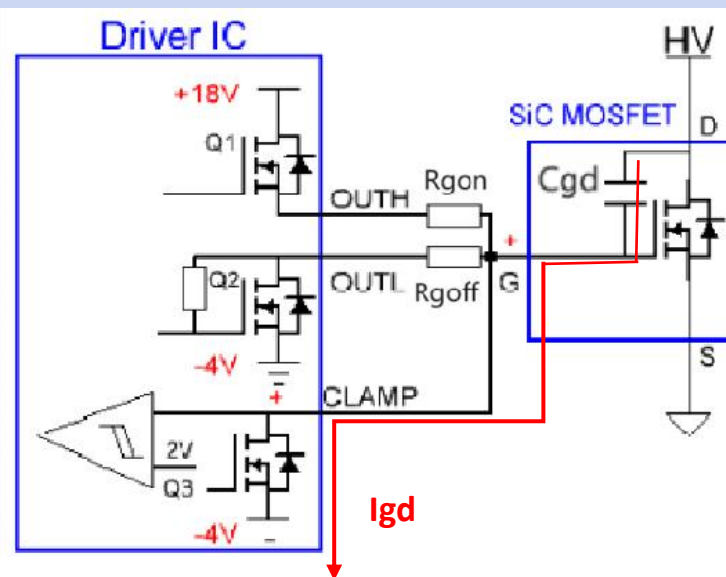 Driver IC
HV
+18V
SiC MOSFET
D
Q1
Rgon
Cgd
OUTH
+
Q2
OUTL
Rgoff
G
-4V
S
+
CLAMP
2V
Q3
Igd
-4V